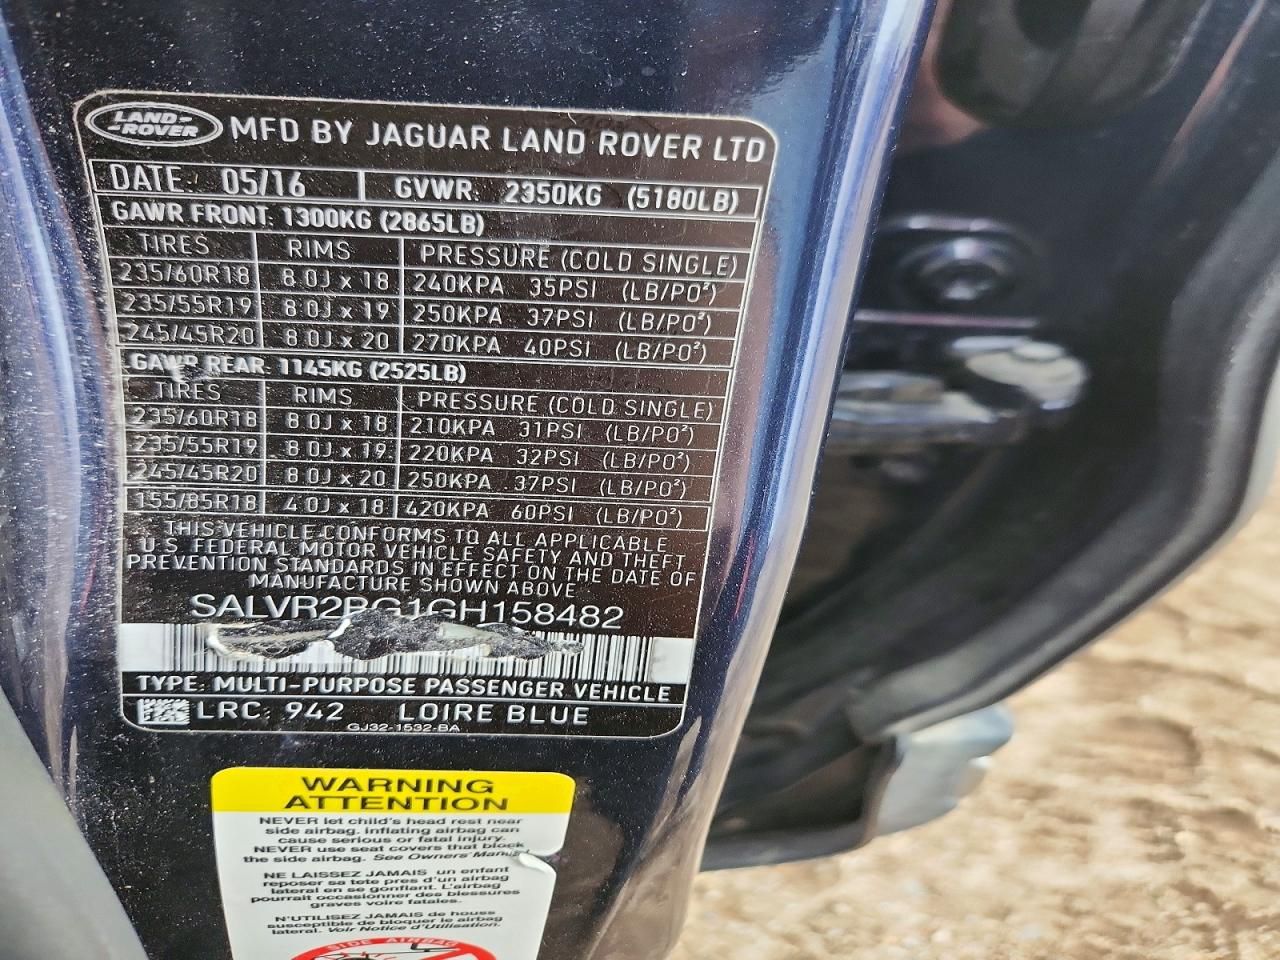 LAND-
-ROVER
MFD BY JAGUAR LAND ROVER LTD
DATE: 05/16 GVWR: 2350KG (5180LB)
GAWR FRONT: 1300KG (2865LB)
TIRES RIMS PRESSURE (COLD SINGLE)
235/60R18 8.0J x 18 240KPA 35PSI (LB/PO²)
235/55R19 8.0J x 19 250KPA 37PSI (LB/PO²)
245/45R20 8.0J x 20 270KPA 40PSI (LB/PO²)
GAWR REAR: 1145KG (2525LB)
TIRES RIMS PRESSURE (COLD SINGLE)
235/60R18 8.0J x 18 210KPA 31PSI (LB/PO²)
235/55R19 8.0J x 19 220KPA 32PSI (LB/PO²)
245/45R20 8.0J x 20 250KPA 37PSI (LB/PO²)
155/85R18 4.0J x 18 420KPA 60PSI (LB/PO²)
THIS VEHICLE CONFORMS TO ALL APPLICABLE
U.S. FEDERAL MOTOR VEHICLE SAFETY AND THEFT
PREVENTION STANDARDS IN EFFECT ON THE DATE OF
MANUFACTURE SHOWN ABOVE
SALVR2BG1GH158482
TYPE: MULTI-PURPOSE PASSENGER VEHICLE
LRC: 942 LOIRE BLUE
GJ32-1532-BA
WARNING
ATTENTION
NEVER let child's head rest near
side airbag, inflating airbag can
cause serious or fatal injury.
NEVER use seat covers that block
the side airbag. See Owners Manual
NE LAISSEZ JAMAIS un enfant
reposer sa tete pres d'un airbag
lateral en se gonflant. L'airbag
pourrait occasionner des blessures
graves voire fatales.
N'UTILISEZ JAMAIS de houss
susceptible de bloquer le airbag
lateral. Voir Notice d'Utilisation.
SIDE AIRBAG